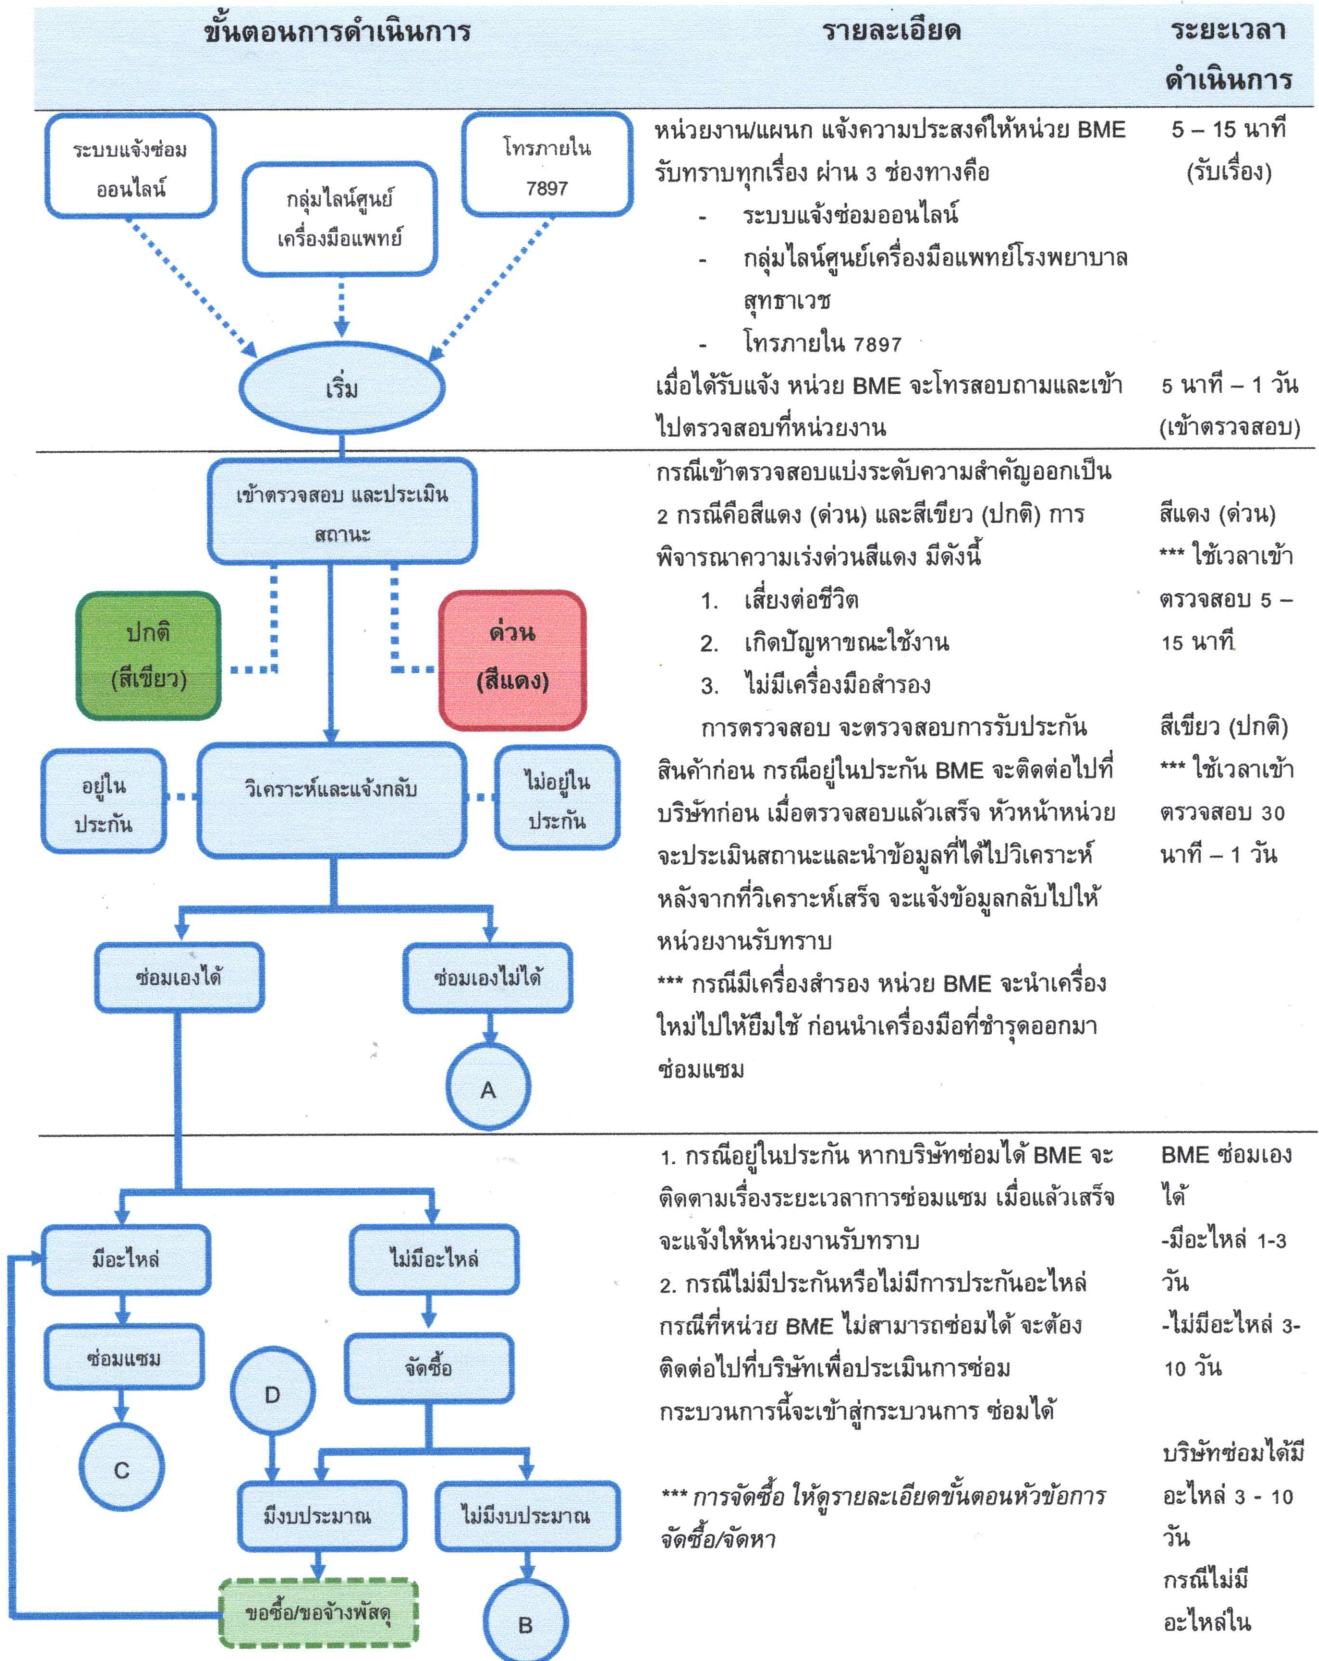 ขั้นตอนการดำเนินการ
รายละเอียด
ระยะเวลา
ดำเนินการ
ระบบแจ้งซ่อม
ออนไลน์
กลุ่มไลน์ศูนย์
เครื่องมือแพทย์
โทรภายใน
7897
เริ่ม
หน่วยงาน/แผนก แจ้งความประสงค์ให้หน่วย BME
รับทราบทุกเรื่อง ผ่าน 3 ช่องทางคือ
- ระบบแจ้งซ่อมออนไลน์
- กลุ่มไลน์ศูนย์เครื่องมือแพทย์โรงพยาบาล
สุทธาเวช
- โทรภายใน 7897
เมื่อได้รับแจ้ง หน่วย BME จะโทรสอบถามและเข้า
ไปตรวจสอบที่หน่วยงาน
5 – 15 นาที
(รับเรื่อง)
5 นาที – 1 วัน
(เข้าตรวจสอบ)
เข้าตรวจสอบ และประเมิน
สถานะ
ปกติ
(สีเขียว)
ด่วน
(สีแดง)
อยู่ใน
ประกัน
วิเคราะห์และแจ้งกลับ
ไม่อยู่ใน
ประกัน
ซ่อมเองได้
ซ่อมเองไม่ได้
A
กรณีเข้าตรวจสอบแบ่งระดับความสำคัญออกเป็น
2 กรณีคือสีแดง (ด่วน) และสีเขียว (ปกติ) การ
พิจารณาความเร่งด่วนสีแดง มีดังนี้
1. เสี่ยงต่อชีวิต
2. เกิดปัญหาขณะใช้งาน
3. ไม่มีเครื่องมือสำรอง
การตรวจสอบ จะตรวจสอบการรับประกัน
สินค้าก่อน กรณีอยู่ในประกัน BME จะติดต่อไปที่
บริษัทก่อน เมื่อตรวจสอบแล้วเสร็จ หัวหน้าหน่วย
จะประเมินสถานะและนำข้อมูลที่ได้ไปวิเคราะห์
หลังจากที่วิเคราะห์เสร็จ จะแจ้งข้อมูลกลับไปให้
หน่วยงานรับทราบ
*** กรณีมีเครื่องสำรอง หน่วย BME จะนำเครื่อง
ใหม่ไปให้ยืมใช้ ก่อนนำเครื่องมือที่ชำรุดออกมา
ซ่อมแซม
สีแดง (ด่วน)
*** ใช้เวลาเข้า
ตรวจสอบ 5 –
15 นาที
สีเขียว (ปกติ)
*** ใช้เวลาเข้า
ตรวจสอบ 30
นาที – 1 วัน
มีอะไหล่
ไม่มีอะไหล่
ซ่อมแซม
จัดซื้อ
D
C
มีงบประมาณ
ไม่มีงบประมาณ
ขอซื้อ/ขอจ้างพัสดุ
B
1. กรณีอยู่ในประกัน หากบริษัทซ่อมได้ BME จะ
ติดตามเรื่องระยะเวลาการซ่อมแซม เมื่อแล้วเสร็จ
จะแจ้งให้หน่วยงานรับทราบ
2. กรณีไม่มีประกันหรือไม่มีการประกันอะไหล่
กรณีที่หน่วย BME ไม่สามารถซ่อมได้ จะต้อง
ติดต่อไปที่บริษัทเพื่อประเมินการซ่อม
กระบวนการนี้จะเข้าสู่กระบวนการ ซ่อมได้
*** การจัดซื้อ ให้ดูรายละเอียดขั้นตอนหัวข้อการ
จัดซื้อ/จัดหา
BME ซ่อมเอง
ได้
-มีอะไหล่ 1-3
วัน
-ไม่มีอะไหล่ 3-
10 วัน
บริษัทซ่อมได้มี
อะไหล่ 3 - 10
วัน
กรณีไม่มี
อะไหล่ใน